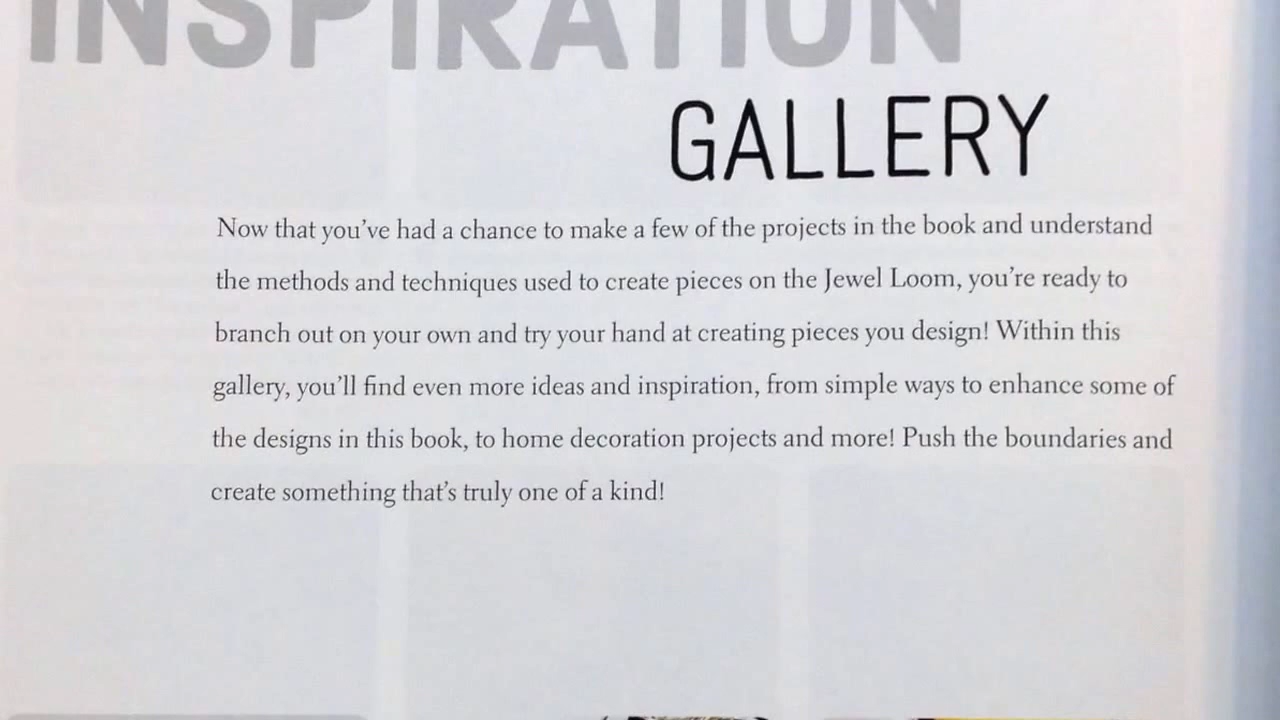 INSPIRATION
GALLERY
Now that you've had a chance to make a few of the projects in the book and understand
the methods and techniques used to create pieces on the Jewel Loom, you're ready to
branch out on your own and try your hand at creating pieces you design! Within this
gallery, you'll find even more ideas and inspiration, from simple ways to enhance some of
the designs in this book, to home decoration projects and more! Push the boundaries and
create something that's truly one of a kind!